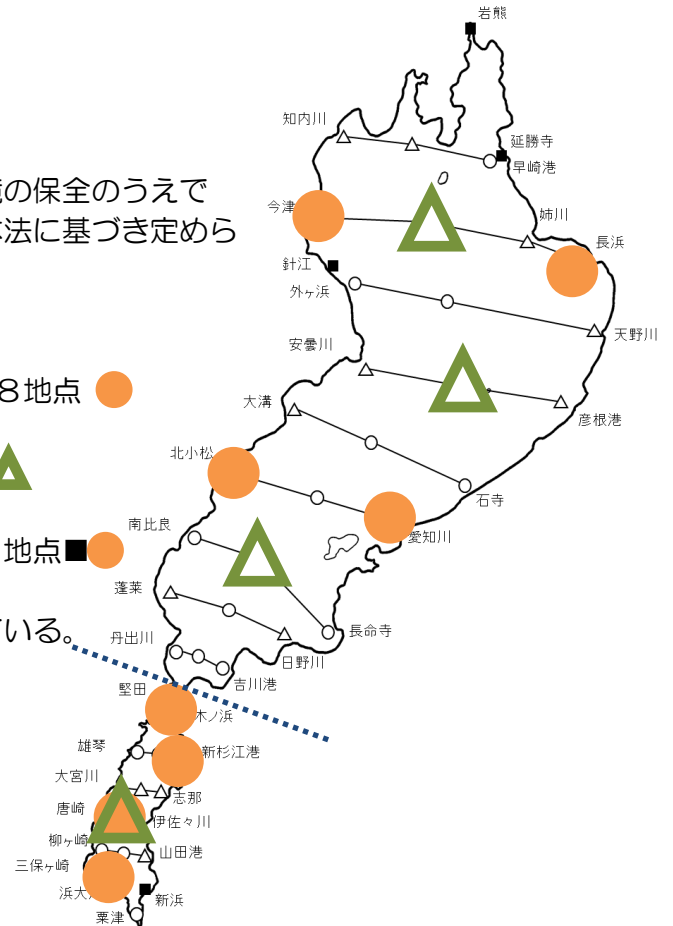 岩熊
知内川
延勝寺
早崎港
の保全のうえで
今津
姉川
法に基づき定めら
長浜
針江
外ヶ浜
天野川
安曇川
８地点
大溝
彦根港
北小松
石寺
南比良
愛知川
地点■
蓬莱
いる。
長命寺
丹出川
日野川
吉川港
堅田
木ノ浜
雄琴
新杉江港
大宮川
志那
唐崎
伊佐々川
柳ヶ崎
山田港
三保ヶ崎
浜大
新浜
粟津